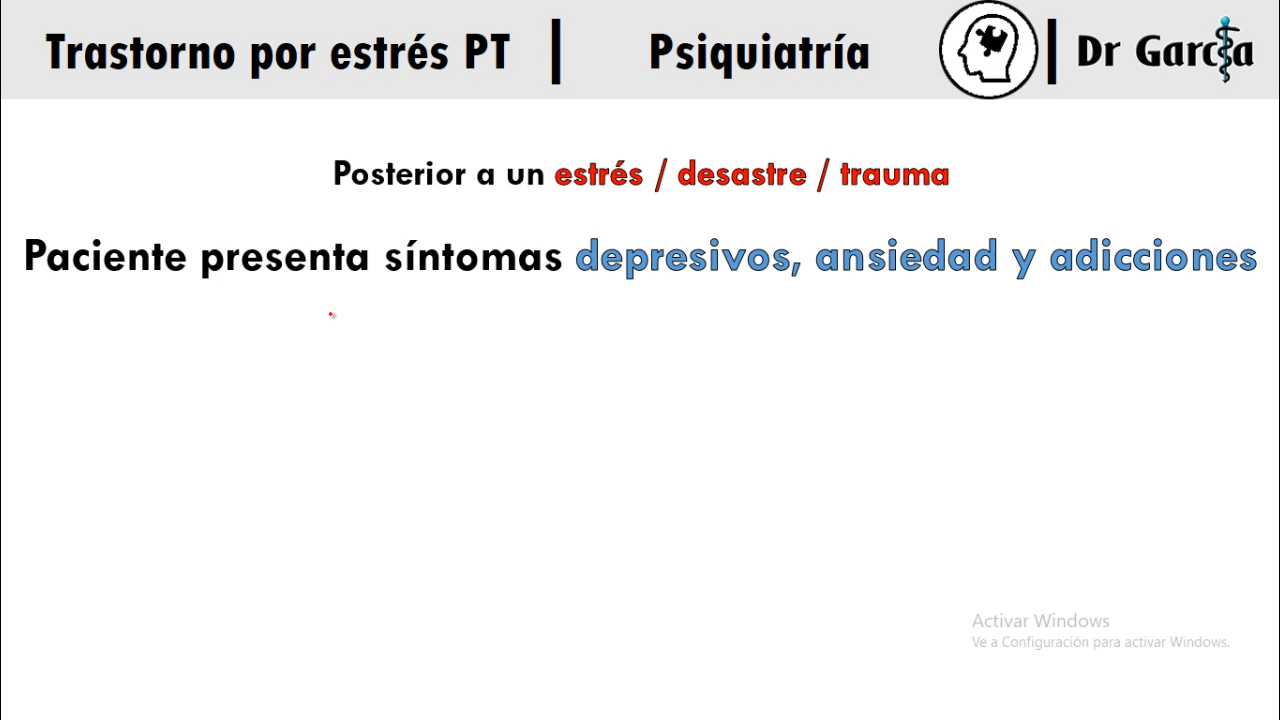 Trastorno por estrés PT | Psiquiatría | Dr García
Posterior a un estrés / desastre / trauma
Paciente presenta síntomas depresivos, ansiedad y adicciones
Activar Windows
Ve a Configuración para activar Windows.